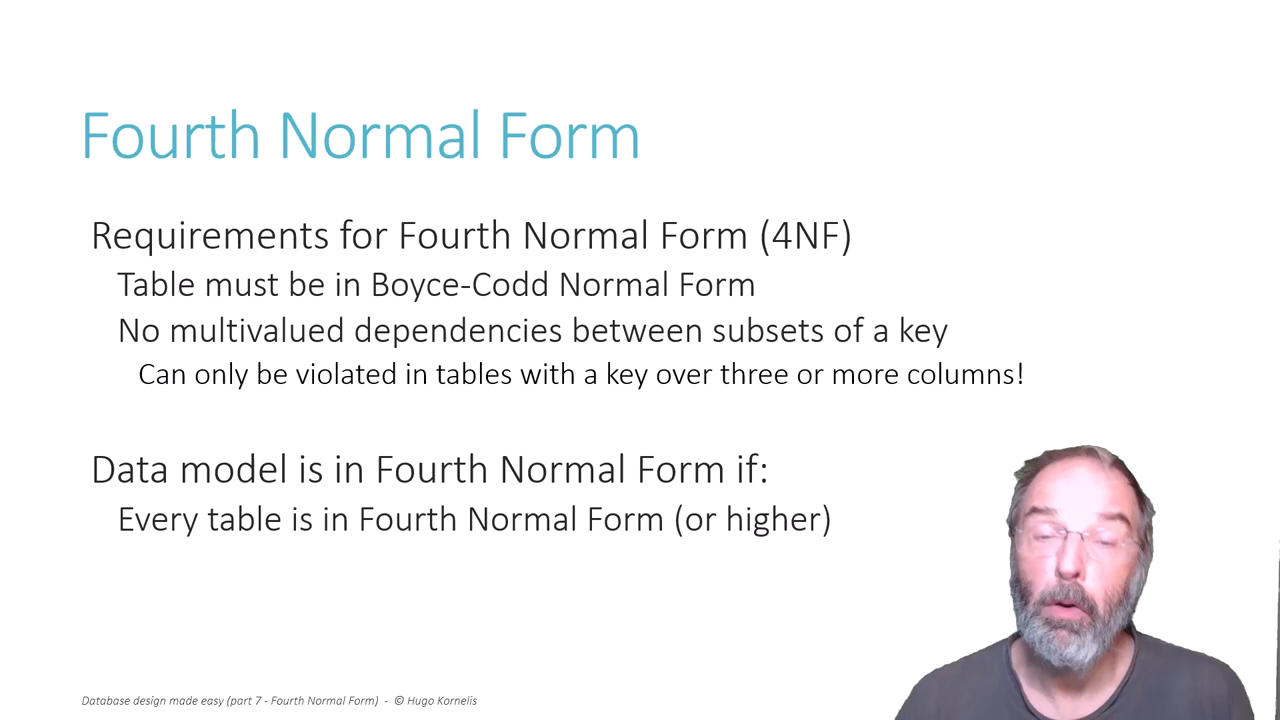 Fourth Normal Form
Requirements for Fourth Normal Form (4NF)
Table must be in Boyce-Codd Normal Form
No multivalued dependencies between subsets of a key
Can only be violated in tables with a key over three or more columns!
Data model is in Fourth Normal Form if:
Every table is in Fourth Normal Form (or higher)
Database design made easy (part 7 - Fourth Normal Form) - © Hugo Kornelis